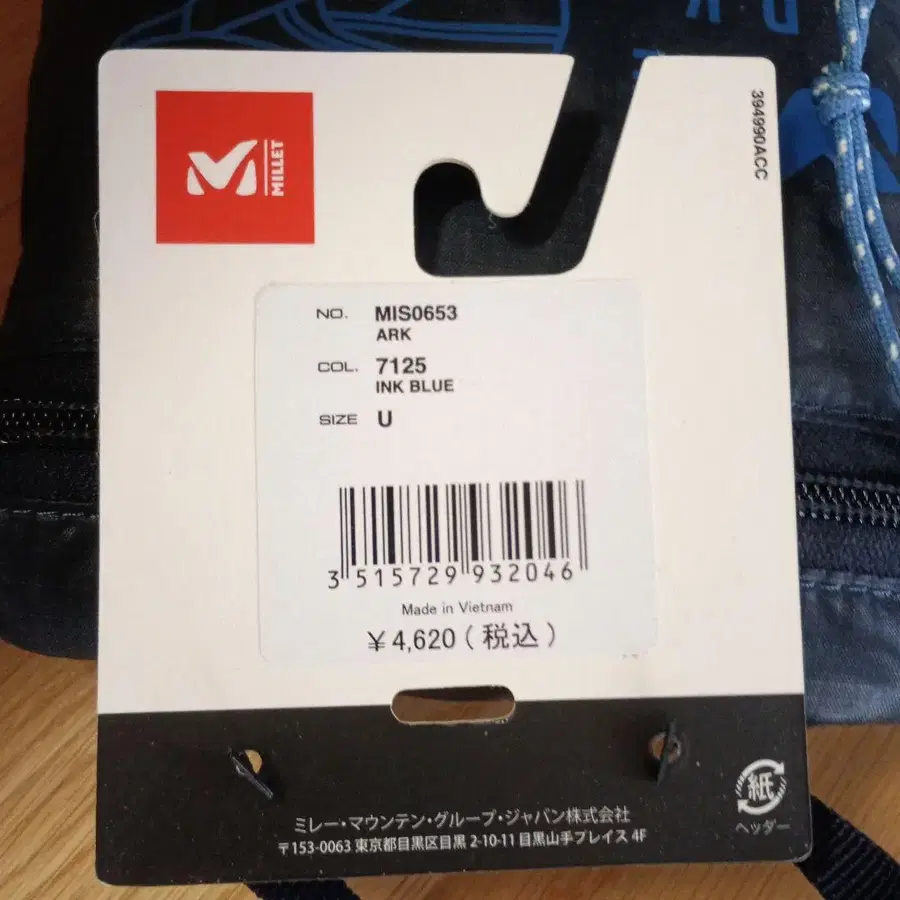 MILLET
394990ACC
NO. MIS0653
ARK
COL. 7125
INK BLUE
SIZE U
3 515729 932046
Made in Vietnam
¥4,620(税込)
紙
ヘッダー
ミレー・マウンテン・グループ・ジャパン株式会社
〒153-0063 東京都目黒区目黒 2-10-11 目黒山手プレイス 4F